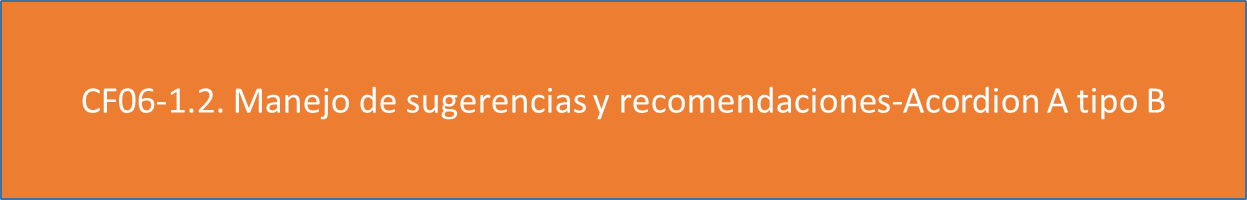 CF06-1.2. Manejo de sugerencias y recomendaciones-Acordion A tipo B